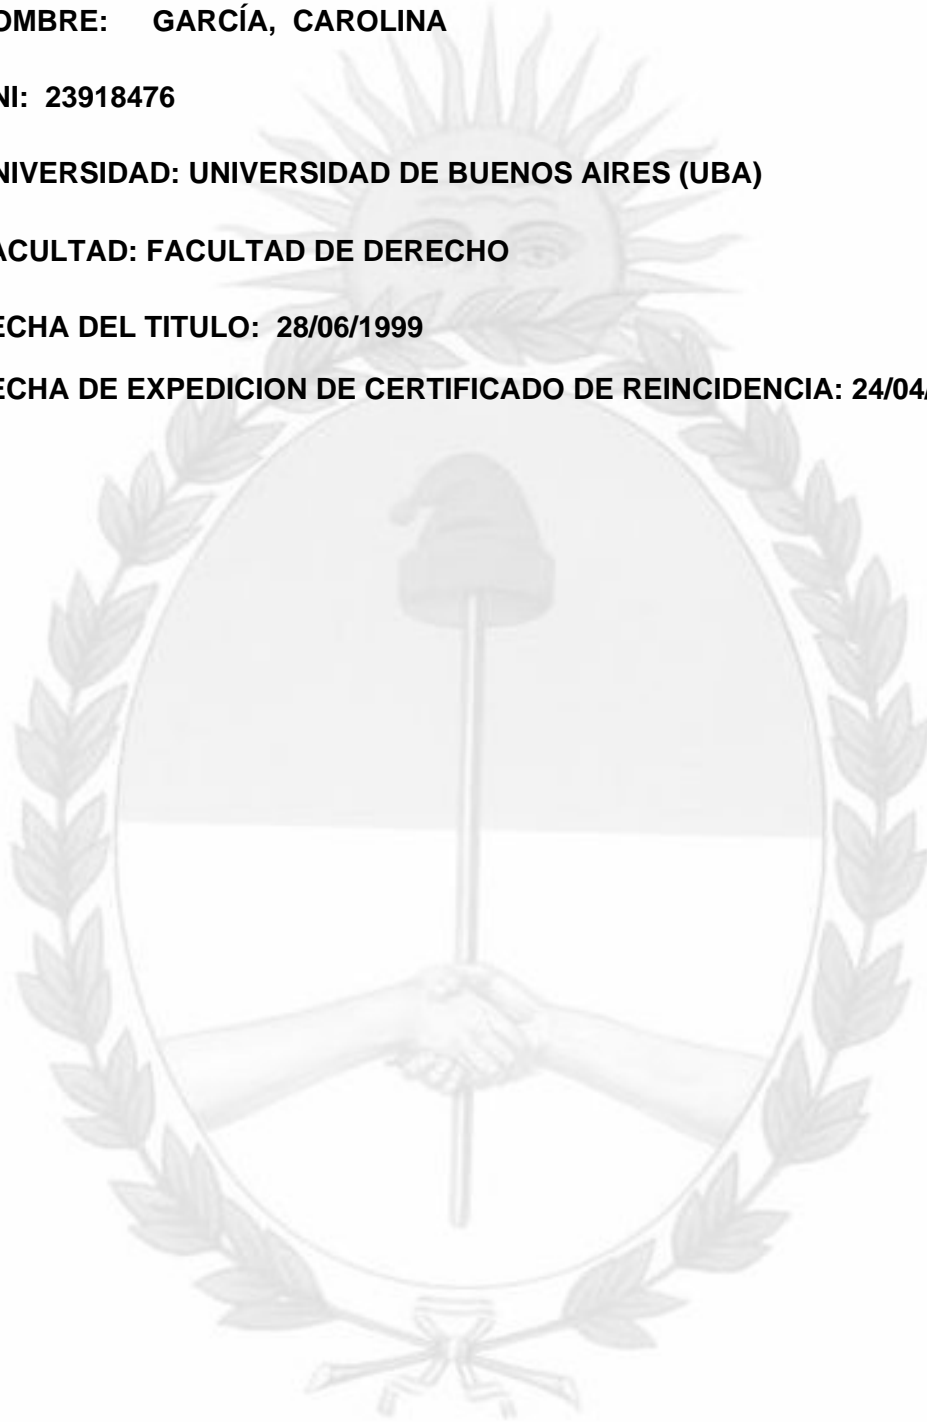 OMBRE: GARCÍA, CAROLINA
NI: 23918476
NIVERSIDAD: UNIVERSIDAD DE BUENOS AIRES (UBA)
ACULTAD: FACULTAD DE DERECHO
ECHA DEL TITULO: 28/06/1999
ECHA DE EXPEDICION DE CERTIFICADO DE REINCIDENCIA: 24/04/